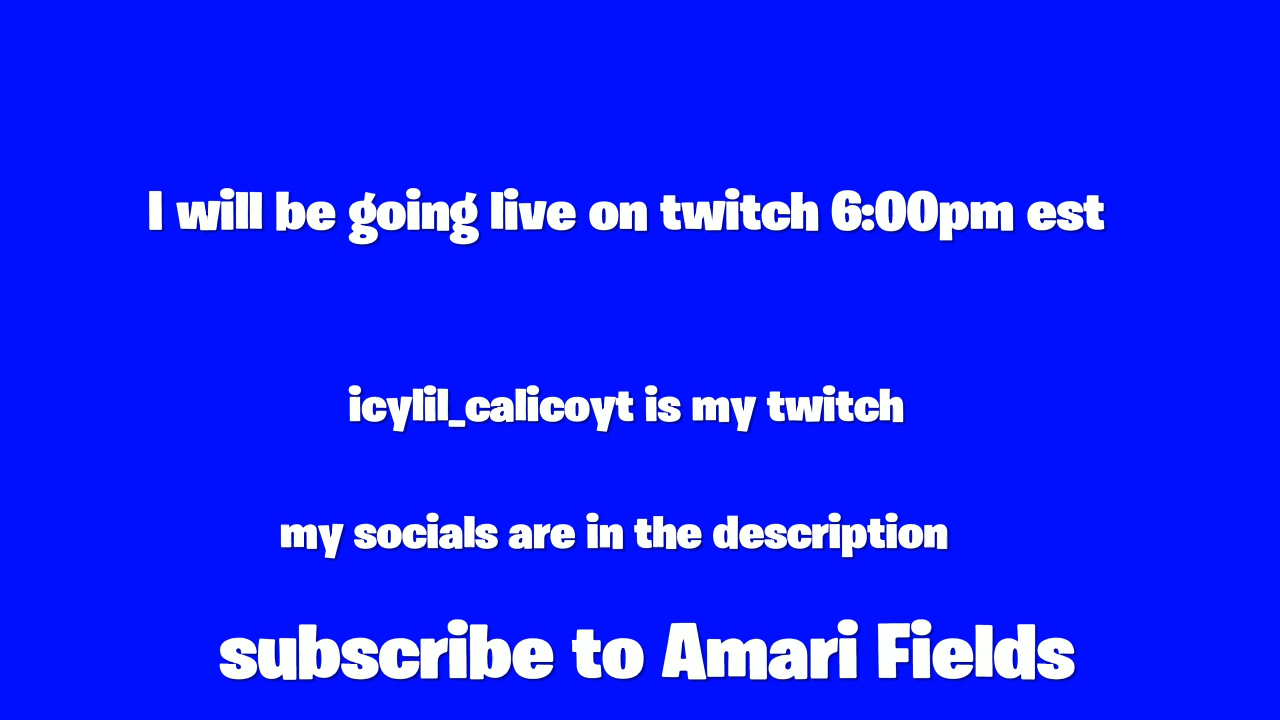 I will be going live on twitch 6:00pm est
icylil_calicoyt is my twitch
my socials are in the description
subscribe to Amari Fields